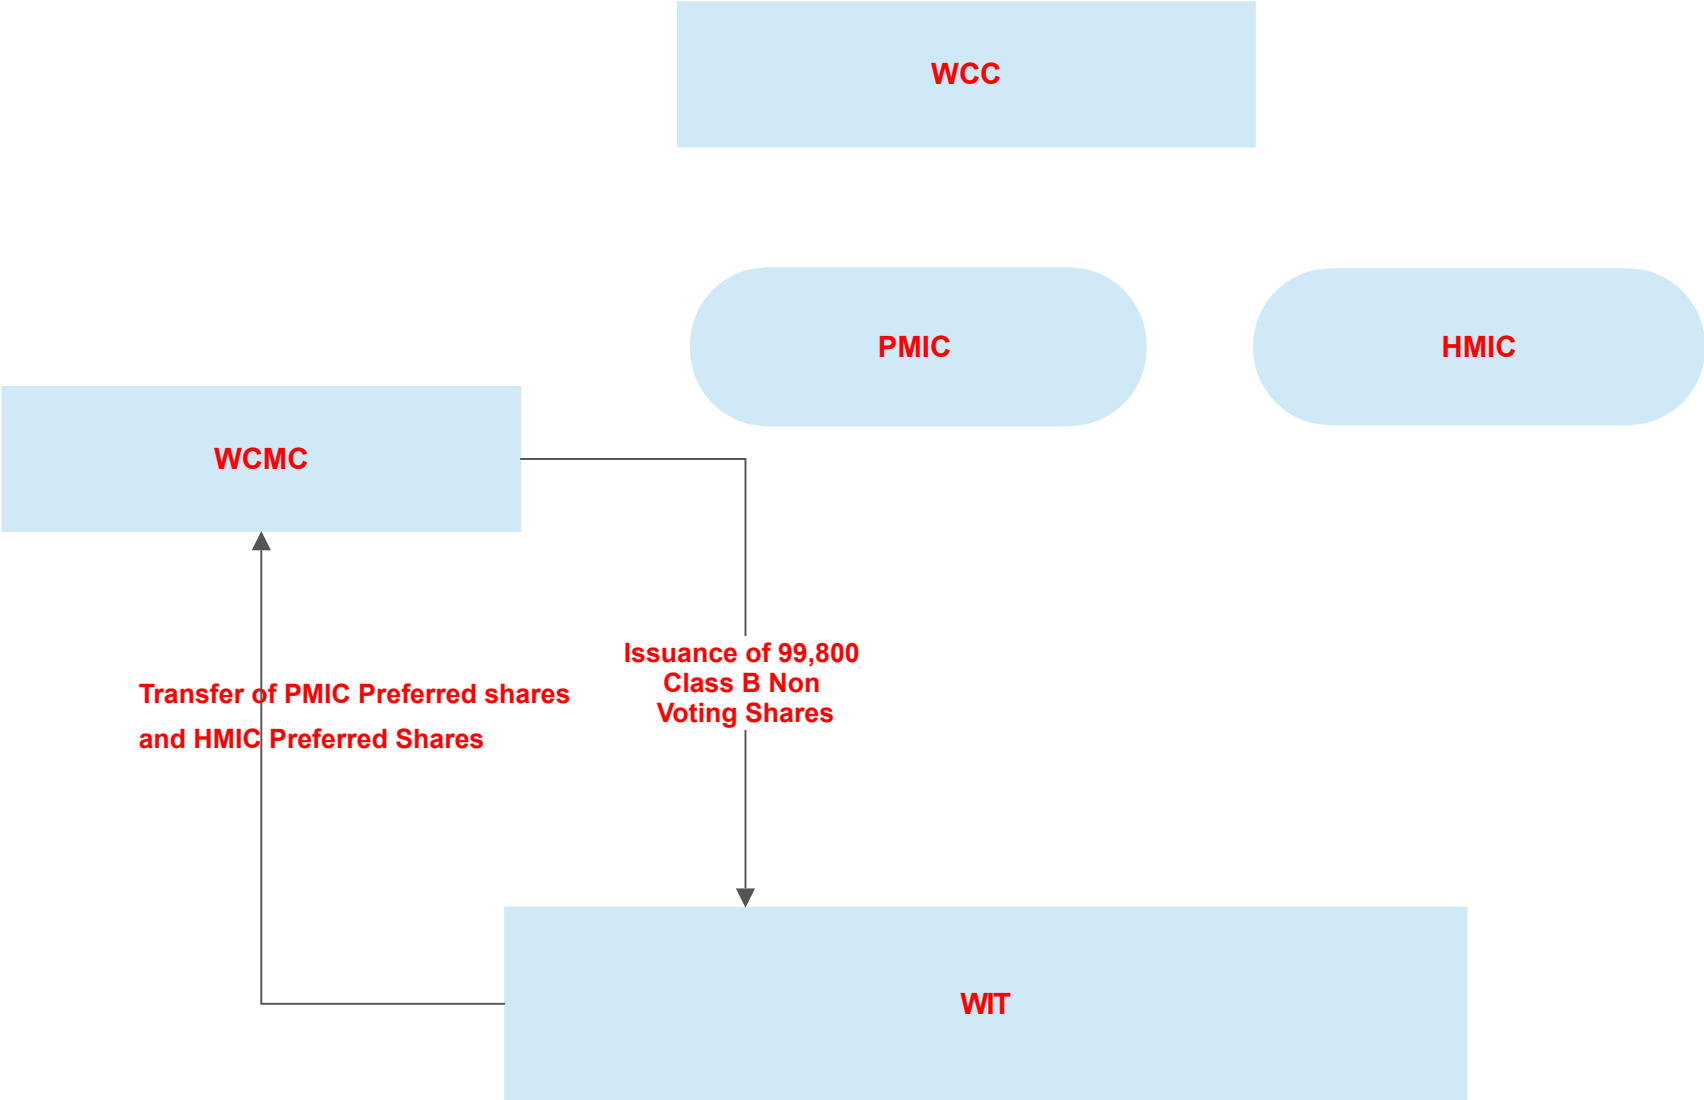 WCC
PMIC
HMIC
WCMC
Issuance of 99,800
Class B Non
Voting Shares
Transfer of PMIC Preferred shares
and HMIC Preferred Shares
WIT